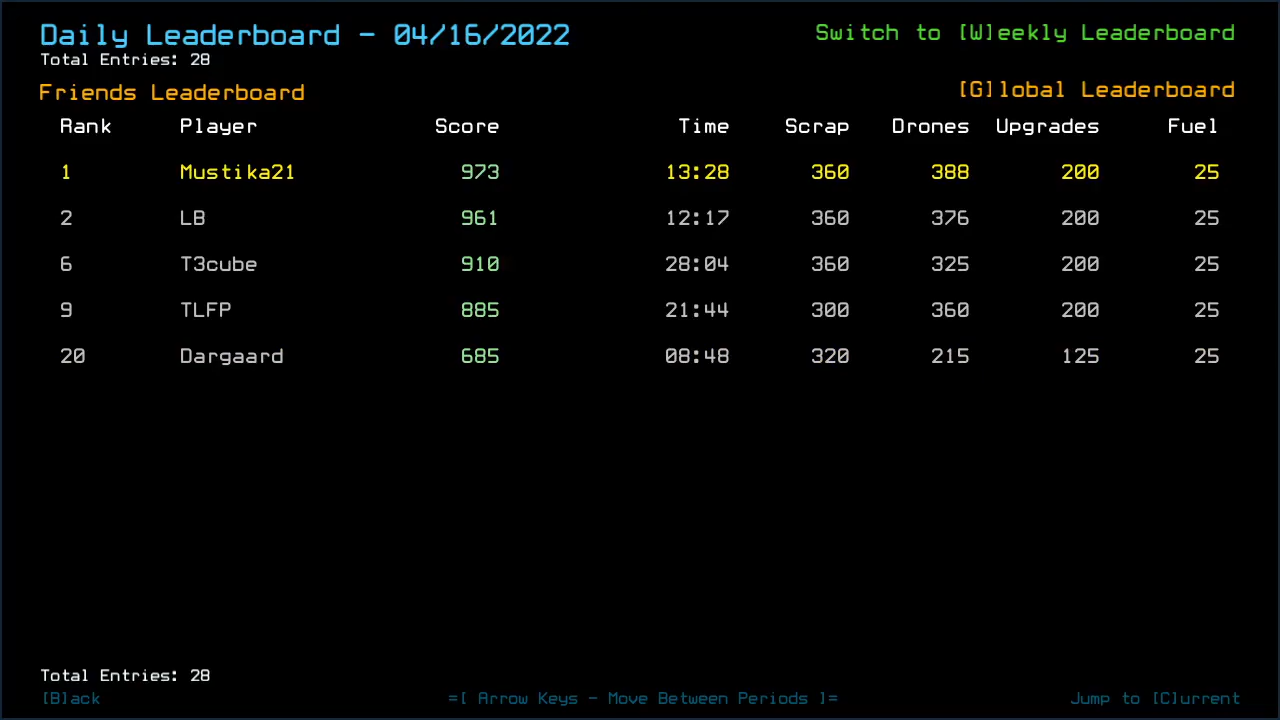 Daily Leaderboard - 04/16/2022 Switch to [W]eekly Leaderboard
Total Entries: 28
Friends Leaderboard [G]lobal Leaderboard
Rank Player Score Time Scrap Drones Upgrades Fuel
1 Mustika21 973 13:28 360 388 200 25
2 LB 961 12:17 360 376 200 25
6 T3cube 910 28:04 360 325 200 25
9 TLFP 885 21:44 300 360 200 25
20 Dargaard 685 08:48 320 215 125 25
Total Entries: 28
[B]ack =[ Arrow Keys - Move Between Periods ]= Jump to [C]urrent